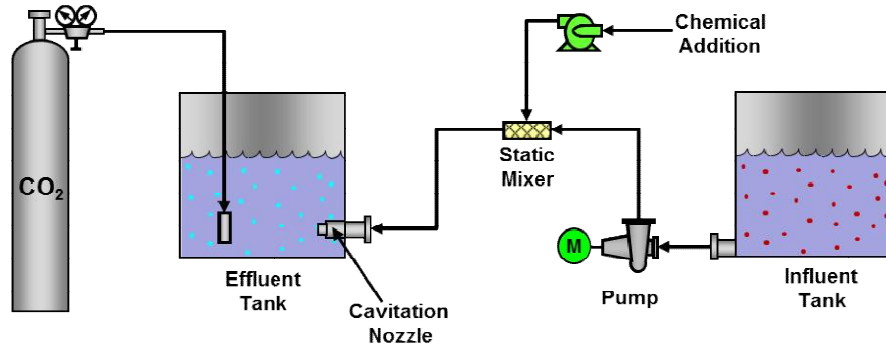 Chemical
Addition
CO₂
Static
Mixer
M
Effluent
Tank
Cavitation
Nozzle
Pump
Influent
Tank